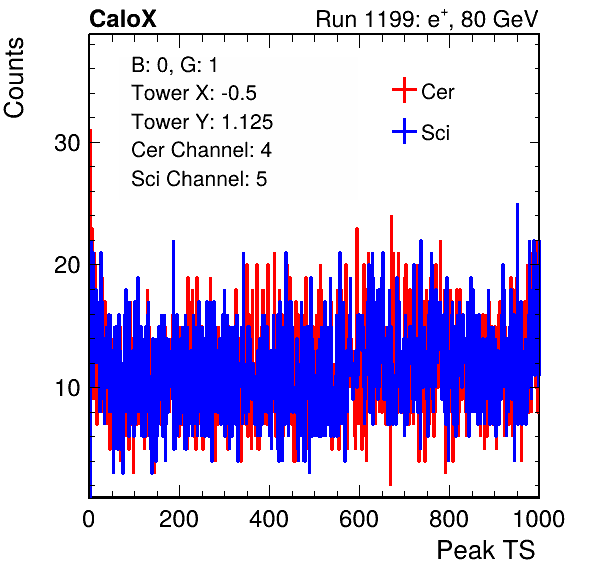 CaloX Run 1199: e⁺, 80 GeV
Counts
B: 0, G: 1
Tower X: -0.5
Tower Y: 1.125
Cer Channel: 4
Sci Channel: 5
Cer
Sci
30
20
10
0 200 400 600 800 1000
Peak TS